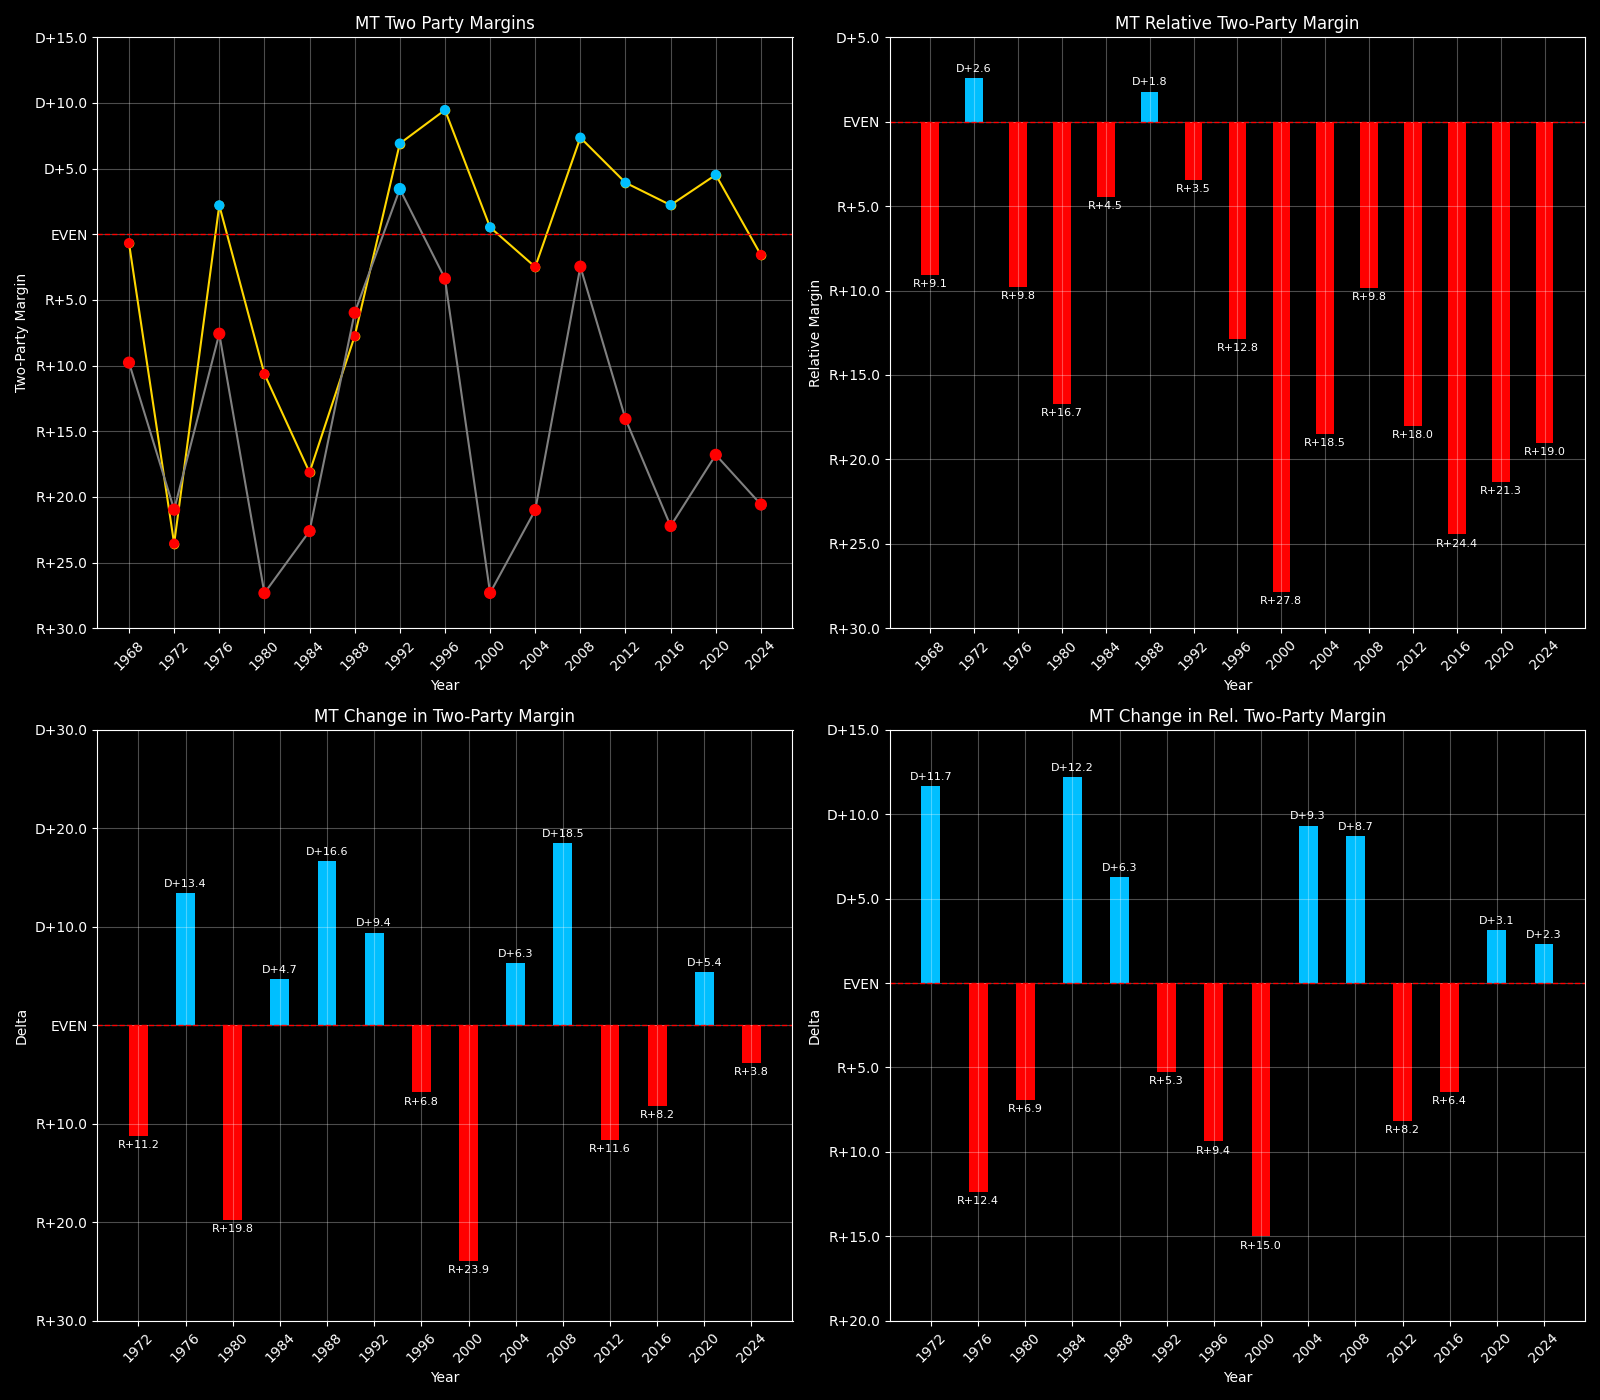 MT Two Party Margins
D+15.0
D+10.0
D+5.0
EVEN
R+5.0
R+10.0
R+15.0
R+20.0
R+25.0
R+30.0
Two-Party Margin
1968 1972 1976 1980 1984 1988 1992 1996 2000 2004 2008 2012 2016 2020 2024
Year
MT Relative Two-Party Margin
D+5.0
EVEN
R+5.0
R+10.0
R+15.0
R+20.0
R+25.0
R+30.0
Relative Margin
R+9.1
D+2.6
R+9.8
R+16.7
R+4.5
D+1.8
R+3.5
R+12.8
R+27.8
R+18.5
R+9.8
R+18.0
R+24.4
R+21.3
R+19.0
1968 1972 1976 1980 1984 1988 1992 1996 2000 2004 2008 2012 2016 2020 2024
Year
MT Change in Two-Party Margin
D+30.0
D+20.0
D+10.0
EVEN
R+10.0
R+20.0
R+30.0
Delta
R+11.2
D+13.4
R+19.8
D+4.7
D+16.6
D+9.4
R+6.8
R+23.9
D+6.3
D+18.5
R+11.6
R+8.2
D+5.4
R+3.8
1972 1976 1980 1984 1988 1992 1996 2000 2004 2008 2012 2016 2020 2024
Year
MT Change in Rel. Two-Party Margin
D+15.0
D+10.0
D+5.0
EVEN
R+5.0
R+10.0
R+15.0
R+20.0
Delta
D+11.7
R+12.4
R+6.9
D+12.2
D+6.3
R+5.3
R+9.4
R+15.0
D+9.3
D+8.7
R+8.2
R+6.4
D+3.1
D+2.3
1972 1976 1980 1984 1988 1992 1996 2000 2004 2008 2012 2016 2020 2024
Year